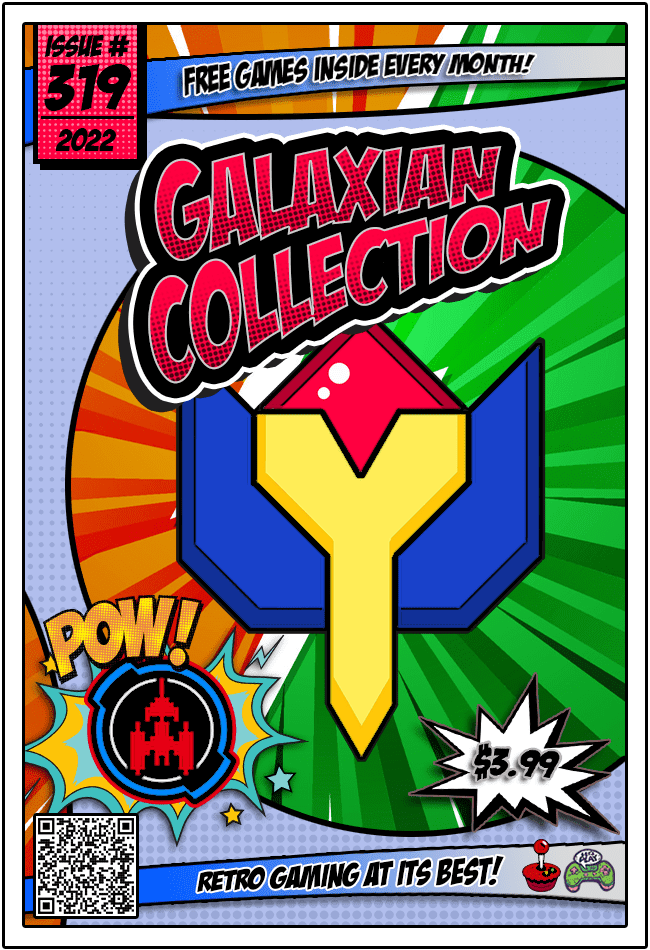 ISSUE #
319
2022
FREE GAMES INSIDE EVERY MONTH!
GALAXIAN
COLLECTION
POW!
$3.99
RETRO GAMING AT ITS BEST!